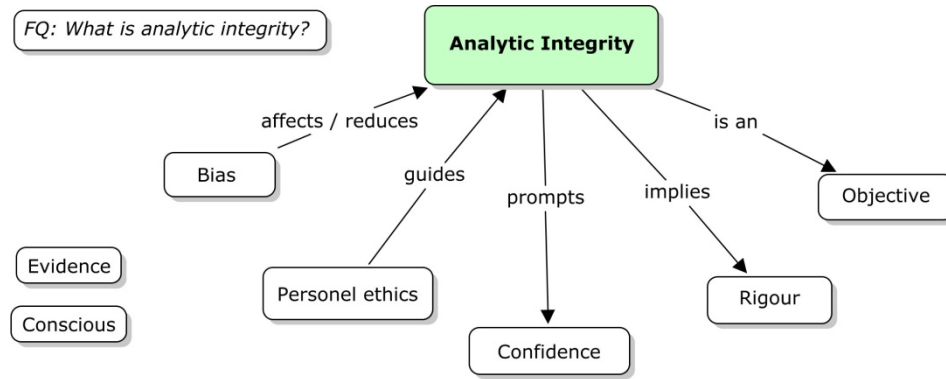 FQ: What is analytic integrity?
Analytic Integrity
affects / reduces
is an
Bias
guides
prompts
implies
Objective
Evidence
Personel ethics
Rigour
Conscious
Confidence